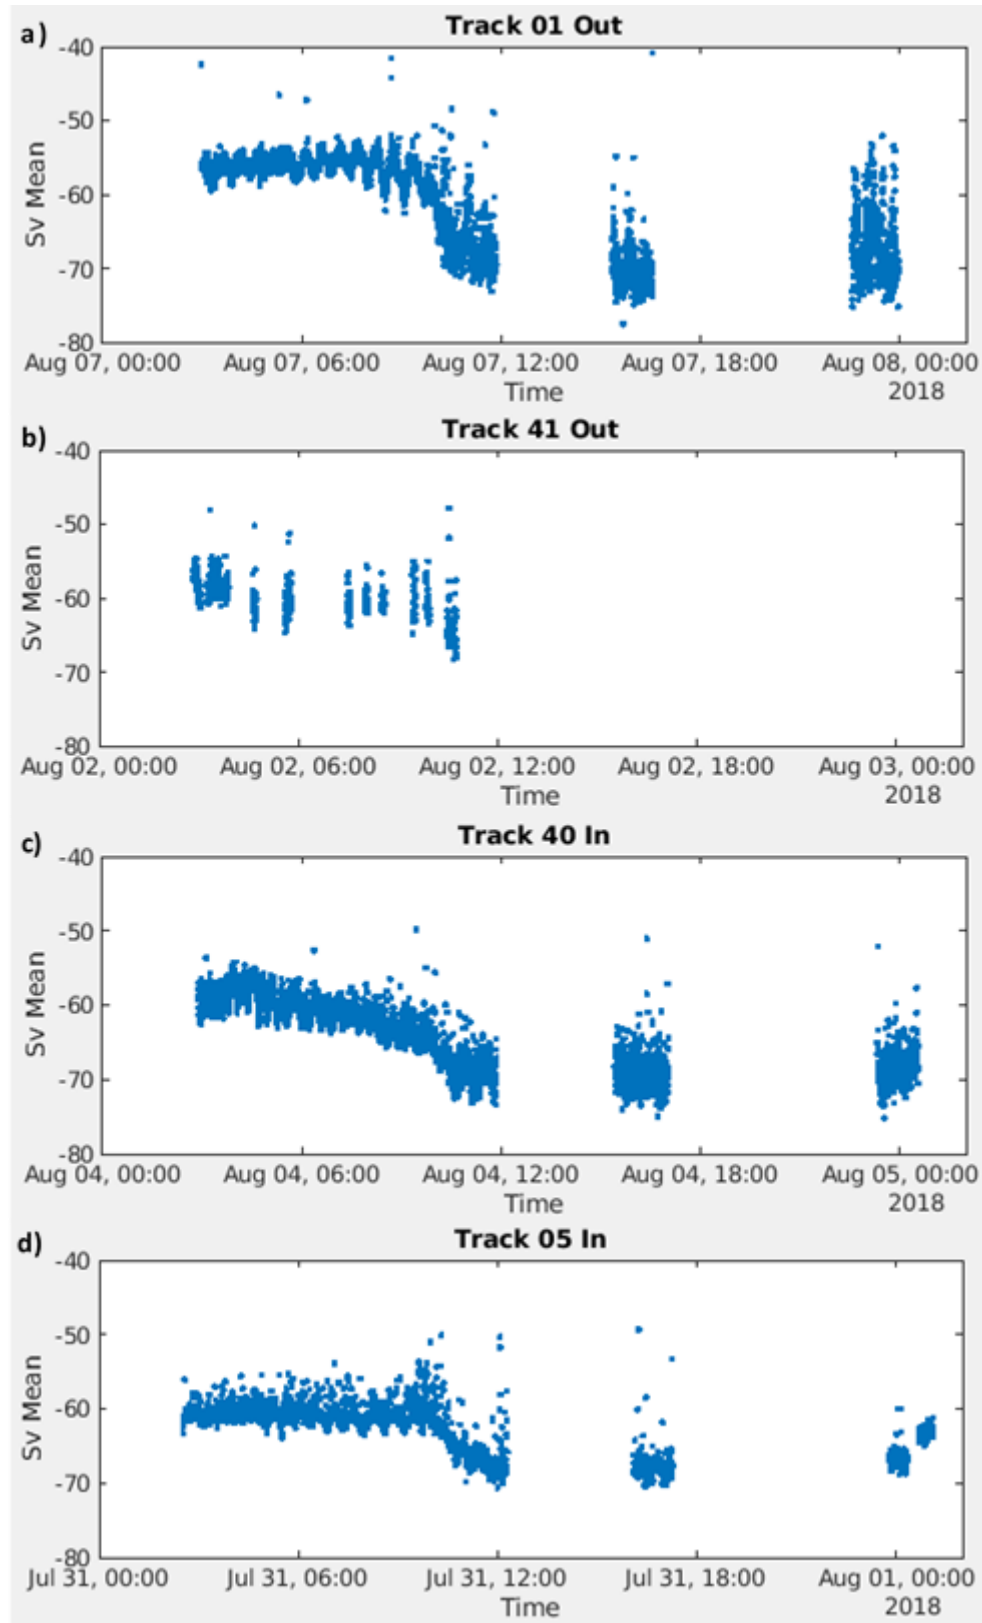 a)
Track 01 Out
Sv Mean
-40
-50
-60
-70
-80
Aug 07, 00:00 Aug 07, 06:00 Aug 07, 12:00 Aug 07, 18:00 Aug 08, 00:00
Time 2018
b)
Track 41 Out
Sv Mean
-40
-50
-60
-70
-80
Aug 02, 00:00 Aug 02, 06:00 Aug 02, 12:00 Aug 02, 18:00 Aug 03, 00:00
Time 2018
c)
Track 40 In
Sv Mean
-40
-50
-60
-70
-80
Aug 04, 00:00 Aug 04, 06:00 Aug 04, 12:00 Aug 04, 18:00 Aug 05, 00:00
Time 2018
d)
Track 05 In
Sv Mean
-40
-50
-60
-70
-80
Jul 31, 00:00 Jul 31, 06:00 Jul 31, 12:00 Jul 31, 18:00 Aug 01, 00:00
Time 2018